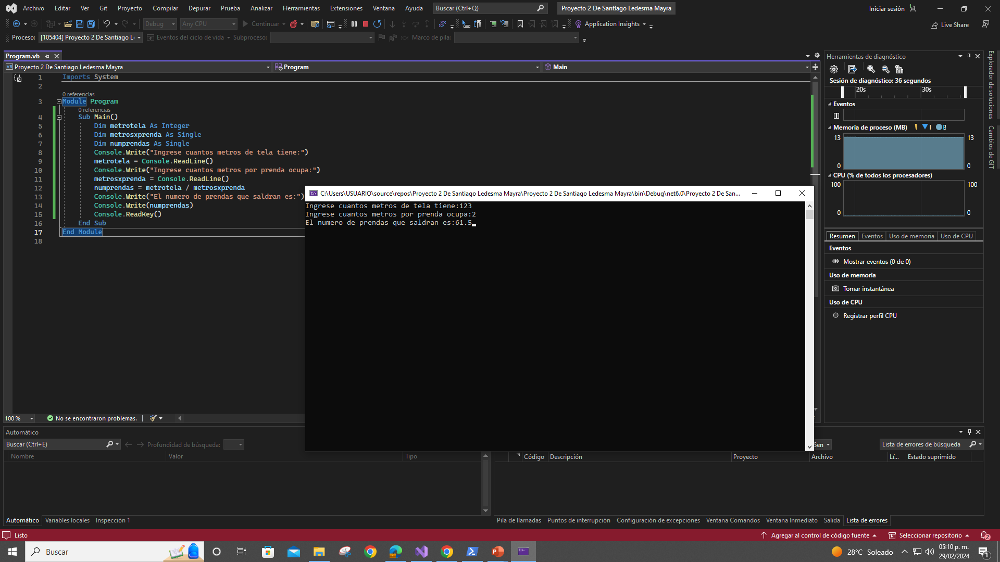 Archivo Editar Ver Git Proyecto Compilar Depurar Prueba Analizar Herramientas Extensiones Ventana Ayuda Buscar (Ctrl+Q) Proyecto 2 De Santiago Ledesma Mayra Iniciar sesión
Debug Any CPU Continuar Application Insights Live Share
Proceso: [105404] Proyecto 2 De Santiago L Eventos del ciclo de vida Subproceso: Marco de pila:
Program.vb
Proyecto 2 De Santiago Ledesma Mayra Program Main
1 Imports System
2
0 referencias
3 Module Program
0 referencias
4 Sub Main()
5 Dim metrotela As Integer
6 Dim metrosxprenda As Single
7 Dim numprendas As Single
8 Console.Write("Ingrese cuantos metros de tela tiene:")
9 metrotela = Console.ReadLine()
10 Console.Write("Ingrese cuantos metros por prenda ocupa:")
11 metrosxprenda = Console.ReadLine()
12 numprendas = metrotela / metrosxprenda
13 Console.Write("El numero de prendas que saldran es:")
14 Console.Write(numprendas)
15 Console.ReadKey()
16 End Sub
17 End Module
18
C:\Users\USUARIO\source\repos\Proyecto 2 De Santiago Ledesma Mayra\Proyecto 2 De Santiago Ledesma Mayra\bin\Debug\net6.0\Proyecto 2 De San...
Ingrese cuantos metros de tela tiene:123
Ingrese cuantos metros por prenda ocupa:2
El numero de prendas que saldran es:61.5
Herramientas de diagnóstico
Sesión de diagnóstico: 36 segundos
20s 30s
Eventos
Memoria de proceso (MB) B
13 13
0 0
CPU (% de todos los procesadores)
100 100
0 0
Resumen Eventos Uso de memoria Uso de CPU
Eventos
Mostrar eventos (0 de 0)
Uso de memoria
Tomar instantánea
Uso de CPU
Registrar perfil CPU
Explorador de soluciones
Cambios de GIT
100 % No se encontraron problemas.
Automático
Buscar (Ctrl+E) Profundidad de búsqueda:
Nombre Valor Tipo
Lista de errores de búsqueda
Código Descripción Proyecto Archivo Lí... Estado suprimido
Automático Variables locales Inspección 1
Pila de llamadas Puntos de interrupción Configuración de excepciones Ventana Comandos Ventana Inmediato Salida Lista de errores
Listo Agregar al control de código fuente Seleccionar repositorio 2
Buscar 28°C Soleado 05:10 p. m.
29/02/2024 1